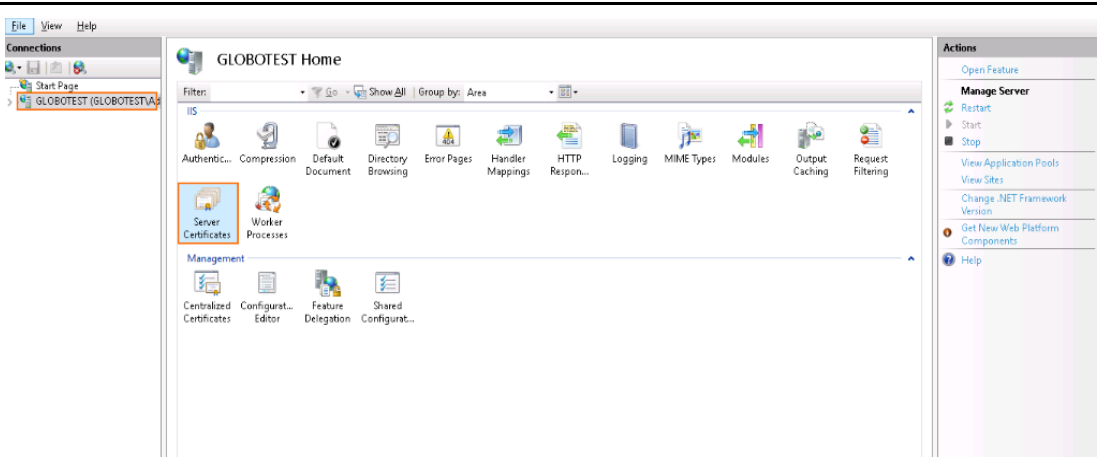 File View Help
Connections
Start Page
GLOBOTEST (GLOBOTEST\A
GLOBOTEST Home
Filter: Go Show All Group by: Area
IIS
Authentic... Compression Default Document Directory Browsing Error Pages Handler Mappings HTTP Respon... Logging MIME Types Modules Output Caching Request Filtering
404
Server Certificates Worker Processes
Management
Centralized Certificates Configurat... Editor Feature Delegation Shared Configurat...
Actions
Open Feature
Manage Server
Restart
Start
Stop
View Application Pools
View Sites
Change .NET Framework
Version
Get New Web Platform
Components
Help